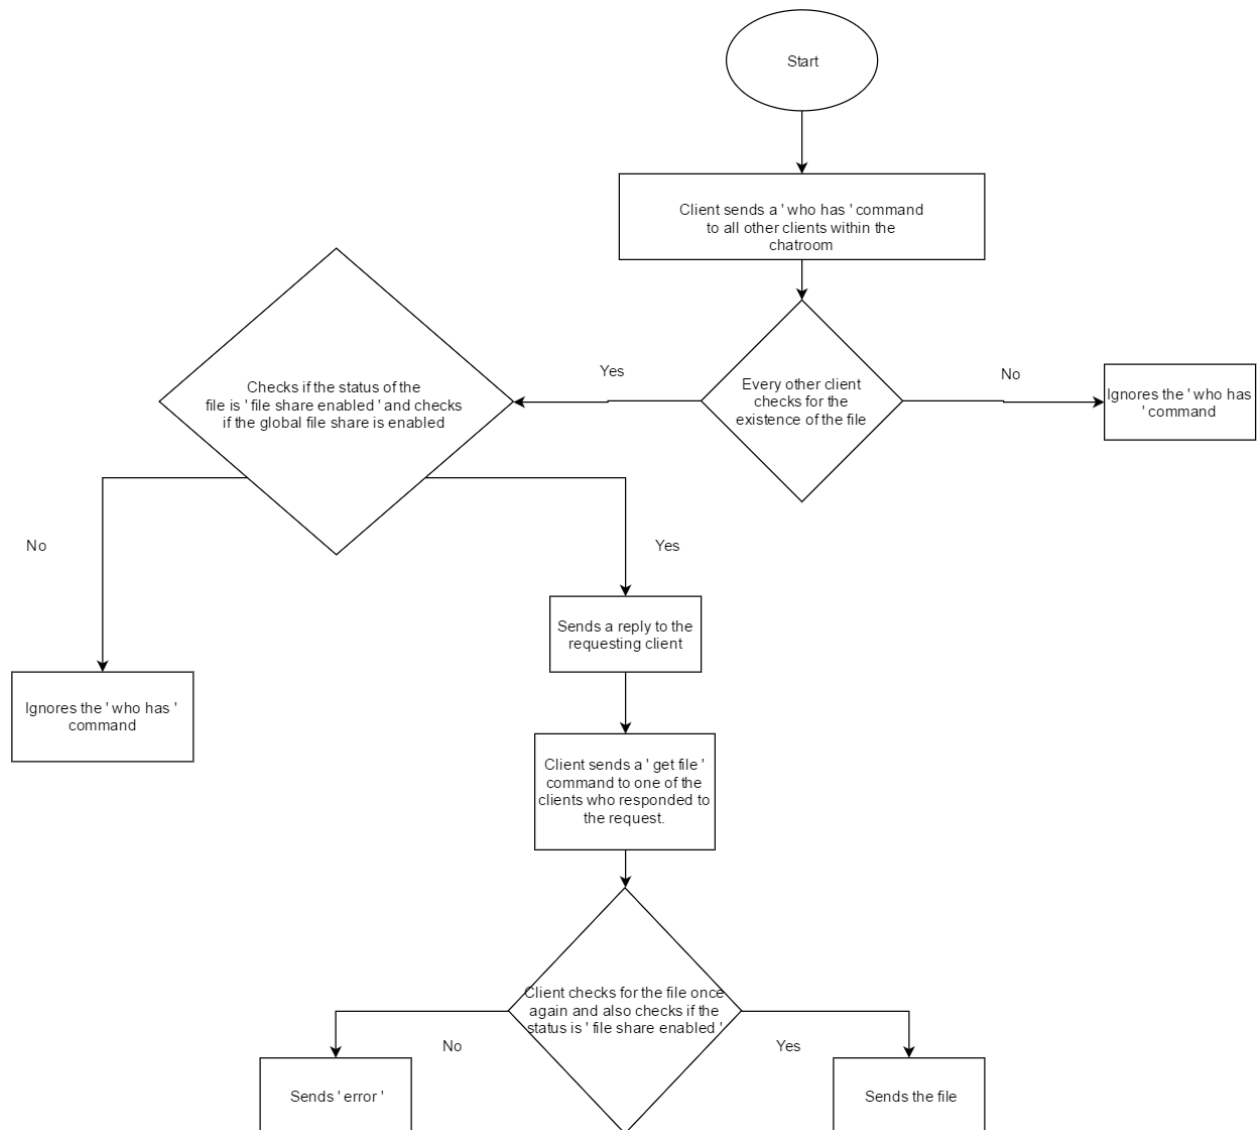 Start
Client sends a ' who has ' command
to all other clients within the
chatroom
Yes
No
Every other client
checks for the
existence of the file
Ignores the ' who has
' command
Checks if the status of the
file is ' file share enabled ' and checks
if the global file share is enabled
No
Yes
Sends a reply to the
requesting client
Ignores the ' who has '
command
Client sends a ' get file '
command to one of the
clients who responded to
the request.
Client checks for the file once
again and also checks if the
status is ' file share enabled '
No
Yes
Sends ' error '
Sends the file